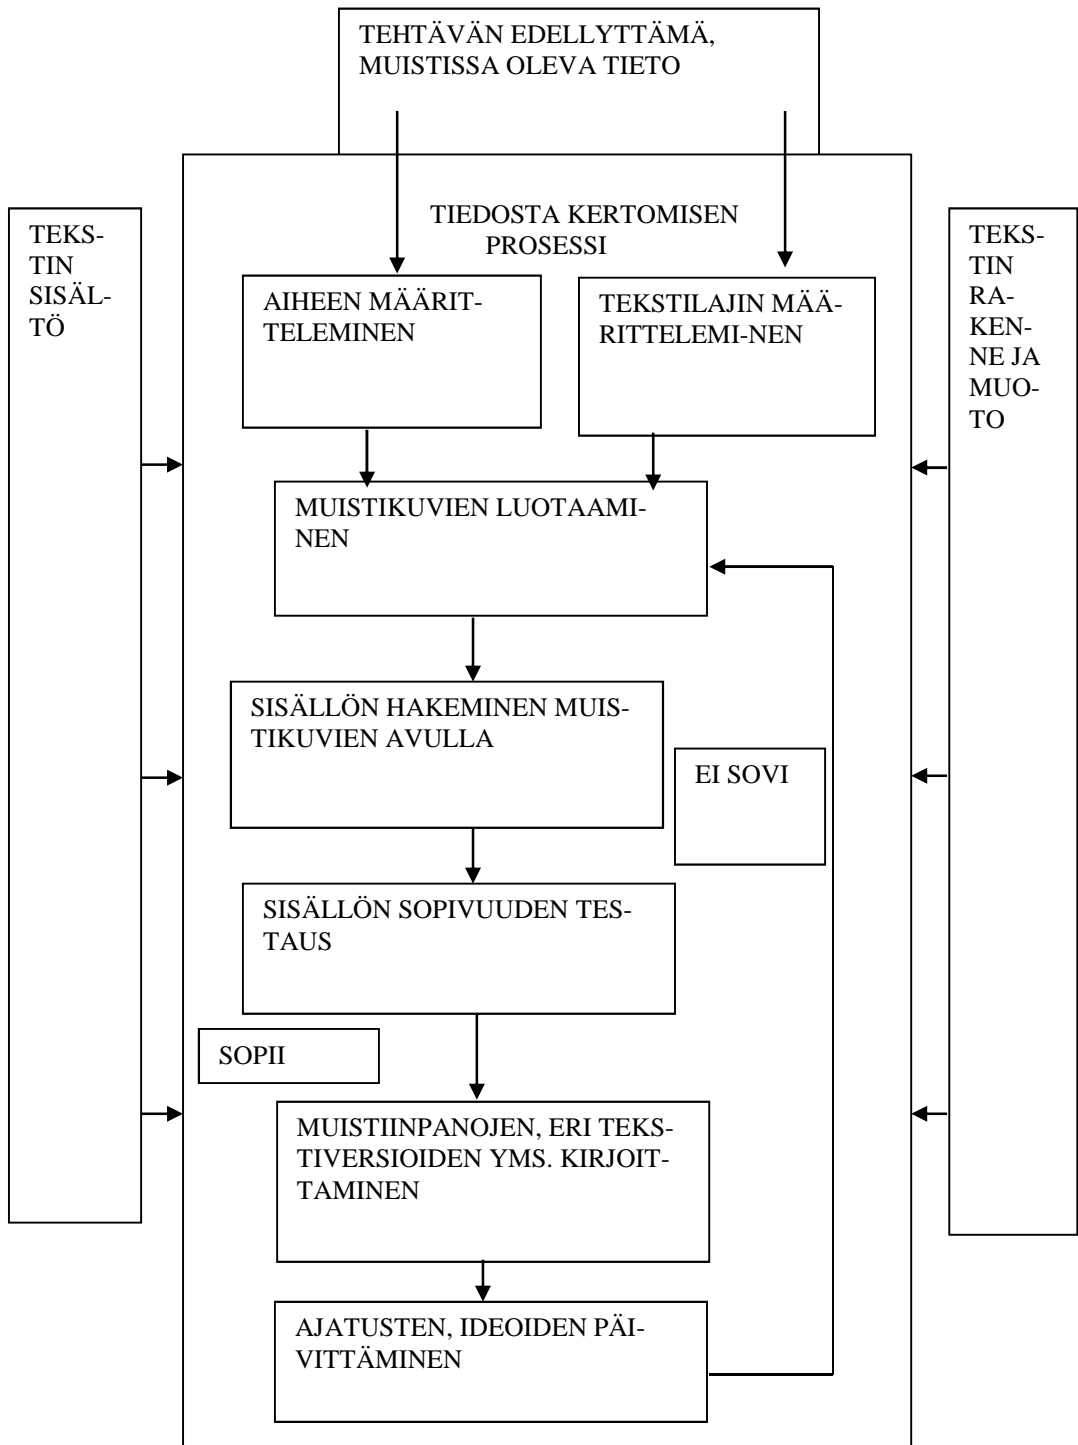 TEHTÄVÄN EDELLYTTÄMÄ,
MUISTISSA OLEVA TIETO
TIEDOSTA KERTOMISEN
PROSESSI
TEKS-
TIN
SISÄL-
TÖ
TEKS-
TIN
RA-
KEN-
NE JA
MUO-
TO
AIHEEN MÄÄRIT-
TELEMINEN
TEKSTILAJIN MÄÄ-
RITTELEMI-NEN
MUISTIKUVIEN LUOTAAMI-
NEN
SISÄLLÖN HAKEMINEN MUIS-
TIKUVIEN AVULLA
EI SOVI
SISÄLLÖN SOPIVUUDEN TES-
TAUS
SOPII
MUISTIINPANOJEN, ERI TEKS-
TIVERSIOIDEN YMS. KIRJOIT-
TAMINEN
AJATUSTEN, IDEOIDEN PÄI-
VITTÄMINEN